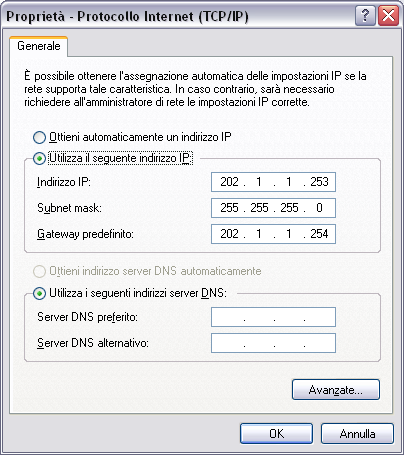 Proprietà - Protocollo Internet (TCP/IP)
Generale
È possibile ottenere l'assegnazione automatica delle impostazioni IP se la
rete supporta tale caratteristica. In caso contrario, sarà necessario
richiedere all'amministratore di rete le impostazioni IP corrette.
Ottieni automaticamente un indirizzo IP
Utilizza il seguente indirizzo IP:
Indirizzo IP: 202 . 1 . 1 . 253
Subnet mask: 255 . 255 . 255 . 0
Gateway predefinito: 202 . 1 . 1 . 254
Ottieni indirizzo server DNS automaticamente
Utilizza i seguenti indirizzi server DNS:
Server DNS preferito: . . .
Server DNS alternativo: . . .
Avanzate...
OK Annulla